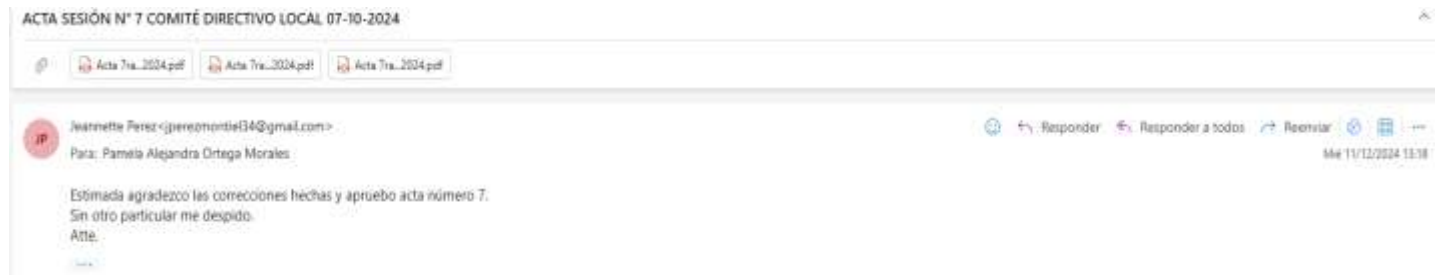 ACTA SESIÓN N° 7 COMITÉ DIRECTIVO LOCAL 07-10-2024
Acta 7ra...2024.pdf Acta 7ra...2024.pdf Acta 7ra...2024.pdf
JP
Jeannette Perez<jperezmontiel34@gmail.com>
Responder Responder a todos Reenviar
Para: Pamela Alejandra Ortega Morales
Mié 11/12/2024 13:18
Estimada agradezco las correcciones hechas y apruebo acta número 7.
Sin otro particular me despido.
Atte.